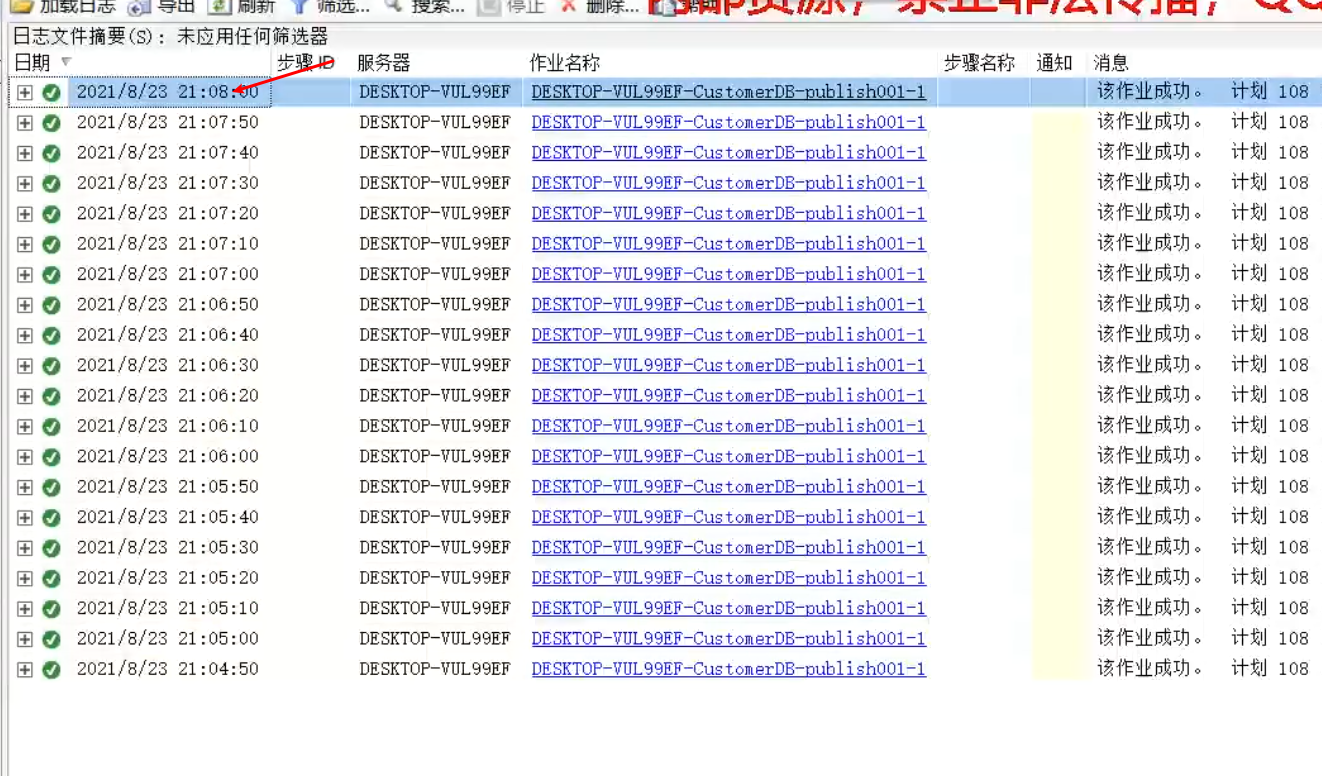 加载日志 导出 刷新 筛选... 搜索... 停止 删除...
日志文件摘要(S): 未应用任何筛选器
日期 步骤 ID 服务器 作业名称 步骤名称 通知 消息
2021/8/23 21:08:00 DESKTOP-VUL99EF DESKTOP-VUL99EF-CustomerDB-publish001-1 该作业成功。 计划 108
2021/8/23 21:07:50 DESKTOP-VUL99EF DESKTOP-VUL99EF-CustomerDB-publish001-1 该作业成功。 计划 108
2021/8/23 21:07:40 DESKTOP-VUL99EF DESKTOP-VUL99EF-CustomerDB-publish001-1 该作业成功。 计划 108
2021/8/23 21:07:30 DESKTOP-VUL99EF DESKTOP-VUL99EF-CustomerDB-publish001-1 该作业成功。 计划 108
2021/8/23 21:07:20 DESKTOP-VUL99EF DESKTOP-VUL99EF-CustomerDB-publish001-1 该作业成功。 计划 108
2021/8/23 21:07:10 DESKTOP-VUL99EF DESKTOP-VUL99EF-CustomerDB-publish001-1 该作业成功。 计划 108
2021/8/23 21:07:00 DESKTOP-VUL99EF DESKTOP-VUL99EF-CustomerDB-publish001-1 该作业成功。 计划 108
2021/8/23 21:06:50 DESKTOP-VUL99EF DESKTOP-VUL99EF-CustomerDB-publish001-1 该作业成功。 计划 108
2021/8/23 21:06:40 DESKTOP-VUL99EF DESKTOP-VUL99EF-CustomerDB-publish001-1 该作业成功。 计划 108
2021/8/23 21:06:30 DESKTOP-VUL99EF DESKTOP-VUL99EF-CustomerDB-publish001-1 该作业成功。 计划 108
2021/8/23 21:06:20 DESKTOP-VUL99EF DESKTOP-VUL99EF-CustomerDB-publish001-1 该作业成功。 计划 108
2021/8/23 21:06:10 DESKTOP-VUL99EF DESKTOP-VUL99EF-CustomerDB-publish001-1 该作业成功。 计划 108
2021/8/23 21:06:00 DESKTOP-VUL99EF DESKTOP-VUL99EF-CustomerDB-publish001-1 该作业成功。 计划 108
2021/8/23 21:05:50 DESKTOP-VUL99EF DESKTOP-VUL99EF-CustomerDB-publish001-1 该作业成功。 计划 108
2021/8/23 21:05:40 DESKTOP-VUL99EF DESKTOP-VUL99EF-CustomerDB-publish001-1 该作业成功。 计划 108
2021/8/23 21:05:30 DESKTOP-VUL99EF DESKTOP-VUL99EF-CustomerDB-publish001-1 该作业成功。 计划 108
2021/8/23 21:05:20 DESKTOP-VUL99EF DESKTOP-VUL99EF-CustomerDB-publish001-1 该作业成功。 计划 108
2021/8/23 21:05:10 DESKTOP-VUL99EF DESKTOP-VUL99EF-CustomerDB-publish001-1 该作业成功。 计划 108
2021/8/23 21:05:00 DESKTOP-VUL99EF DESKTOP-VUL99EF-CustomerDB-publish001-1 该作业成功。 计划 108
2021/8/23 21:04:50 DESKTOP-VUL99EF DESKTOP-VUL99EF-CustomerDB-publish001-1 该作业成功。 计划 108